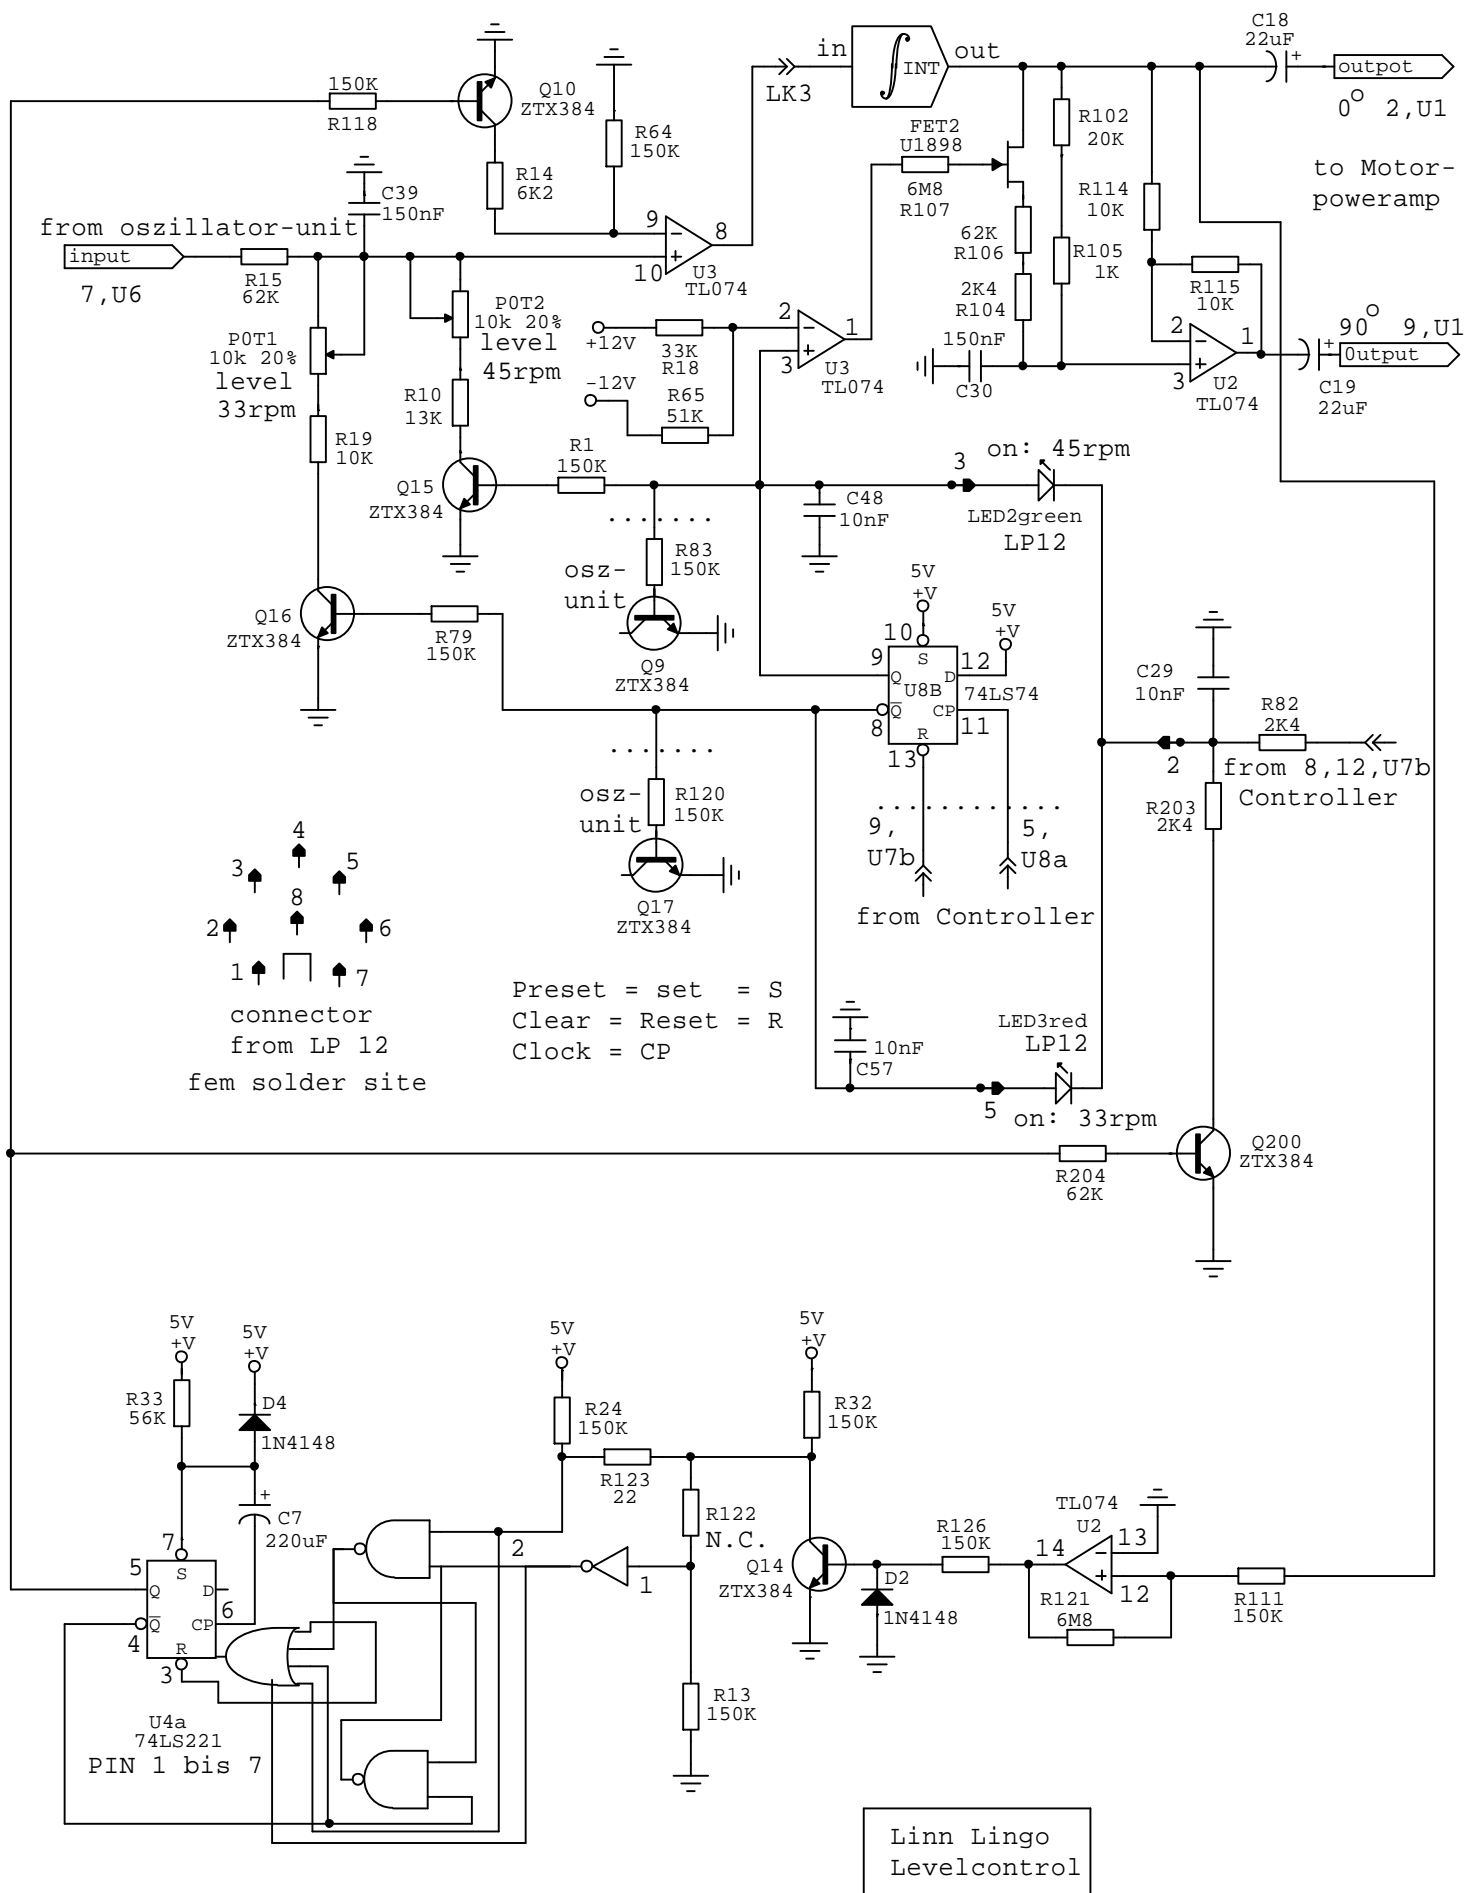 C18
22uF
+
outpot
0° 2,U1
to Motor-
poweramp
in
INT
out
LK3
150K
R118
Q10
ZTX384
R64
150K
R14
6K2
C39
150nF
from oszillator-unit
input
7,U6
R15
62K
9
8
10
U3
TL074
FET2
U1898
6M8
R107
R102
20K
R114
10K
62K
R106
R105
1K
2K4
R104
R115
10K
150nF
C30
2
1
3
U2
TL074
90° 9,U1
+
Output
C19
22uF
POT1
10k 20%
level
33rpm
POT2
10k 20%
level
45rpm
+12V
33K
R18
-12V
R65
51K
2
1
3
U3
TL074
R10
13K
R19
10K
Q15
ZTX384
R1
150K
3
on: 45rpm
C48
10nF
LED2green
LP12
osz-
unit
R83
150K
Q9
ZTX384
Q16
ZTX384
R79
150K
5V
+V
5V
+V
10
9
12
S
Q
D
U8B
74LS74
Q
CP
8
11
R
13
C29
10nF
R82
2K4
2
from 8,12,U7b
Controller
R203
2K4
osz-
unit
R120
150K
Q17
ZTX384
9,
U7b
5,
U8a
from Controller
4
3
5
8
2
6
1
7
connector
from LP 12
fem solder site
Preset = set = S
Clear = Reset = R
Clock = CP
10nF
C57
LED3red
LP12
5
on: 33rpm
R204
62K
Q200
ZTX384
5V
+V
5V
+V
R33
56K
D4
1N4148
+
C7
220uF
7
5
S
Q
D
6
Q
CP
4
R
3
U4a
74LS221
PIN 1 bis 7
5V
+V
R24
150K
R123
22
5V
+V
R32
150K
R122
N.C.
2
1
Q14
ZTX384
D2
1N4148
R126
150K
TL074
U2
14
13
12
R121
6M8
R111
150K
R13
150K
Linn Lingo
Levelcontrol